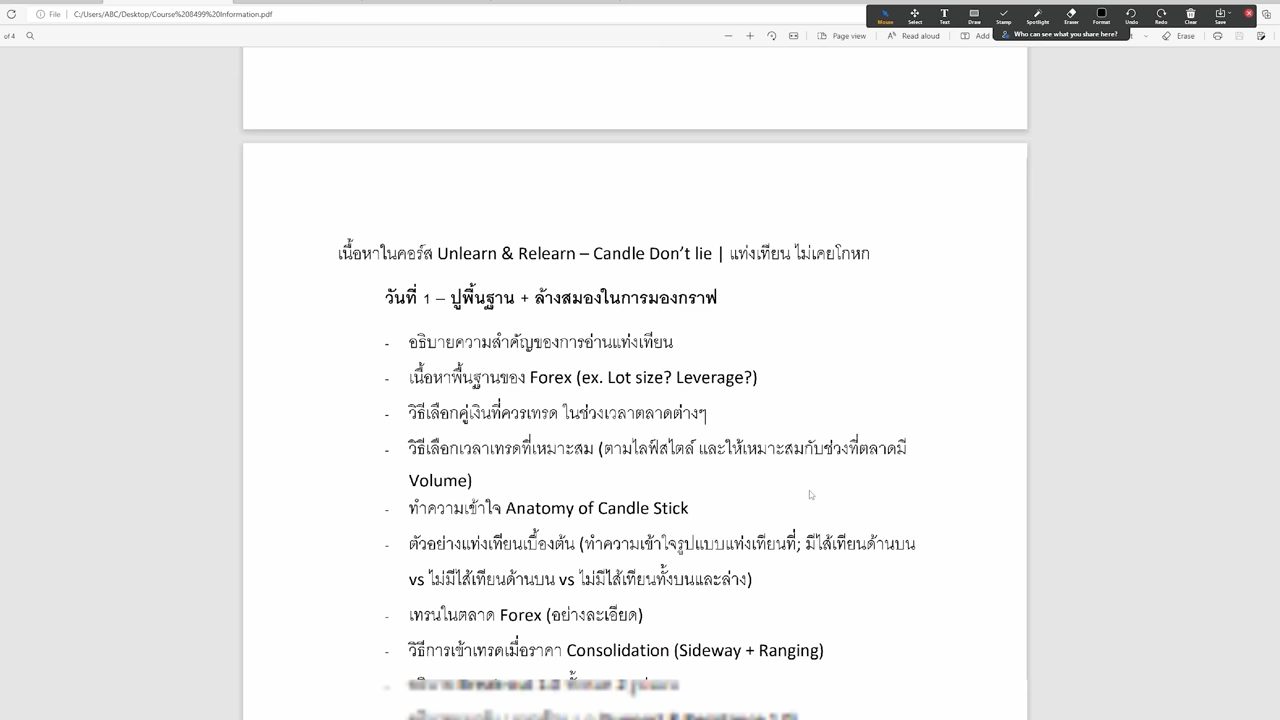 File
C:/Users/ABC/Desktop/Course%208499%20Information.pdf
Mouse Select Text Draw Stamp Spotlight Eraser Format Undo Redo Clear Save
Who can see what you share here?
of 4
Page view
Read aloud
Add
Erase
เนื้อหาในคอร์ส Unlearn & Relearn – Candle Don’t lie | แท่งเทียน ไม่เคยโกหก
วันที่ 1 – ปูพื้นฐาน + ล้างสมองในการมองกราฟ
- อธิบายความสำคัญของการอ่านแท่งเทียน
- เนื้อหาพื้นฐานของ Forex (ex. Lot size? Leverage?)
- วิธีเลือกคู่เงินที่ควรเทรด ในช่วงเวลาตลาดต่างๆ
- วิธีเลือกเวลาเทรดที่เหมาะสม (ตามไลฟ์สไตล์ และให้เหมาะสมกับช่วงที่ตลาดมี
Volume)
- ทำความเข้าใจ Anatomy of Candle Stick
- ตัวอย่างแท่งเทียนเบื้องต้น (ทำความเข้าใจรูปแบบแท่งเทียนที่; มีไส้เทียนด้านบน
vs ไม่มีไส้เทียนด้านบน vs ไม่มีไส้เทียนทั้งบนและล่าง)
- เทรนในตลาด Forex (อย่างละเอียด)
- วิธีการเข้าเทรดเมื่อราคา Consolidation (Sideway + Ranging)